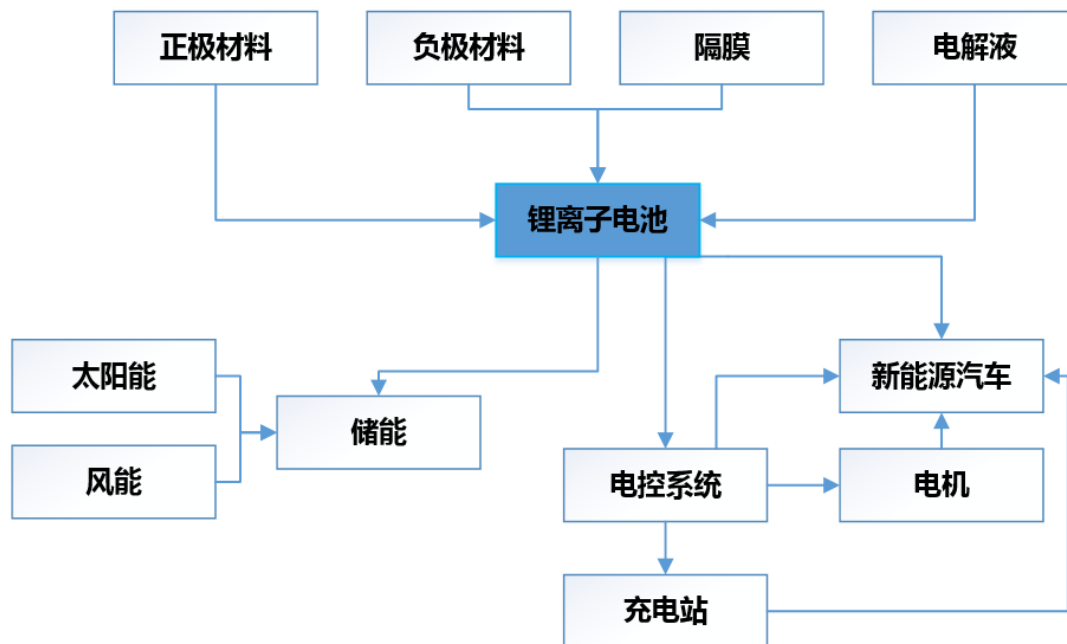 正极材料
负极材料
隔膜
电解液
锂离子电池
太阳能
新能源汽车
储能
风能
电控系统
电机
充电站